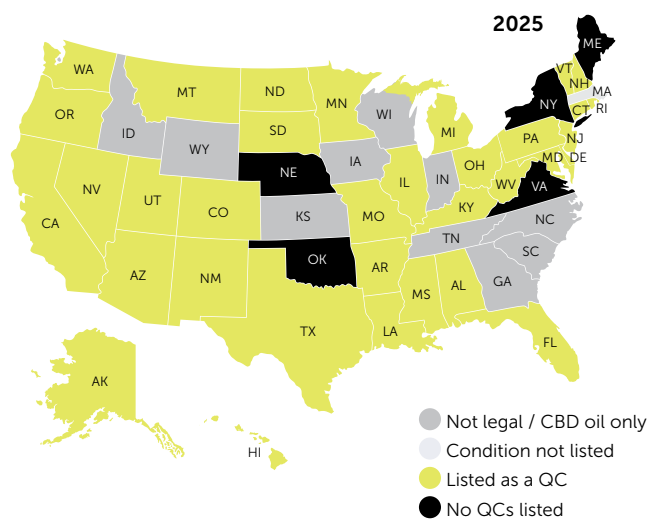 2025
ME
WA
VT
NH
MT
ND
MN
MA
OR
NY
CT
RI
ID
SD
WI
MI
WY
PA
NJ
IA
OH
MD
DE
NE
IL
IN
NV
WV
VA
UT
CO
CA
KS
MO
KY
NC
TN
OK
SC
AZ
NM
AR
GA
MS
AL
TX
LA
FL
AK
HI
Not legal / CBD oil only
Condition not listed
Listed as a QC
No QCs listed